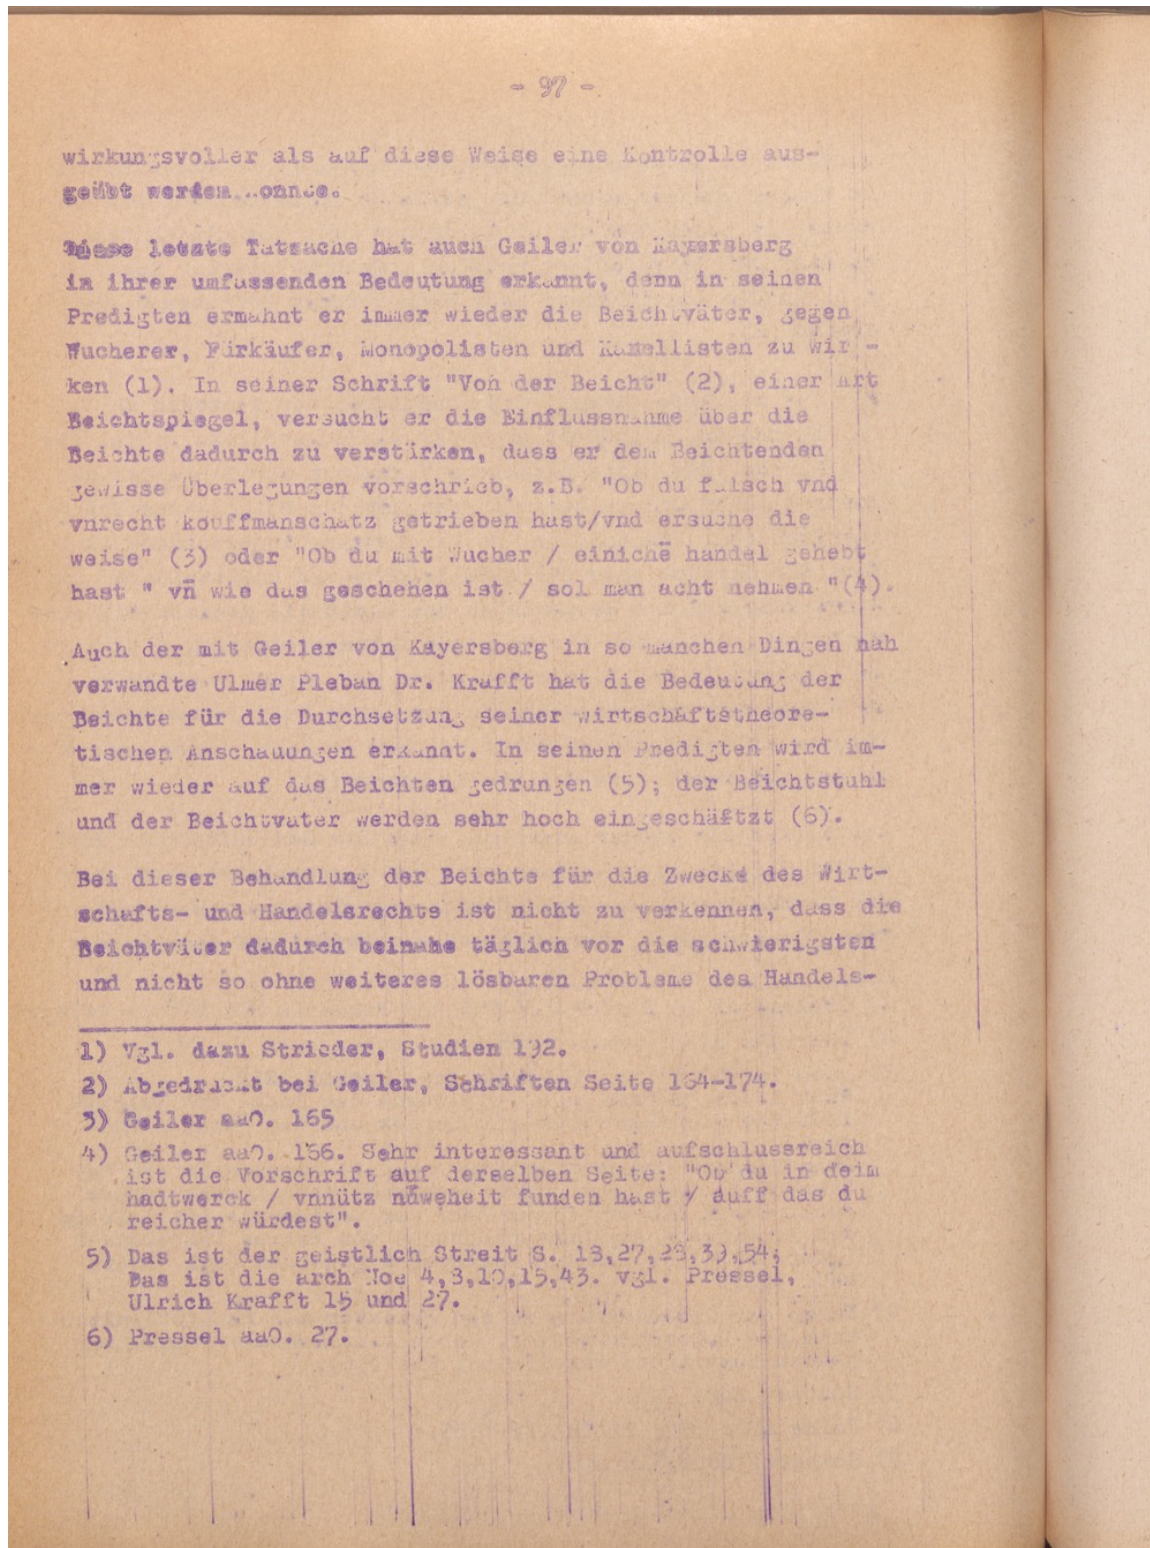 - 97 -
wirkungsvoller als auf diese Weise eine Kontrolle aus-
geübt werden konnte.
Diese letzte Tatsache hat auch Geiler von Kayersberg
in ihrer umfassenden Bedeutung erkannt, denn in seinen
Predigten ermahnt er immer wieder die Beichtväter, gegen
Wucherer, Fürkäufer, Monopolisten und zu wir -
ken (1). In seiner Schrift "Von der Beicht" (2), einer Art
Beichtspiegel, versucht er die Einflussnahme über die
Beichte dadurch zu verstärken, dass er dem Beichtenden
gewisse Überlegungen vorschrieb, z.B. "Ob du falsch vnd
vnrecht kouffmanschatz getrieben hast/vnd ersuche die
weise" (3) oder "Ob du mit Wucher / einichē handel gehebt
hast " vn̄ wie das geschehen ist / sol man acht nehmen "(4).
Auch der mit Geiler von Kayersberg in so manchen Dingen nah
verwandte Ulmer Pleban Dr. Krafft hat die Bedeutung der
Beichte für die Durchsetzung seiner wirtschaftstheore-
tischen Anschauungen erkannt. In seinen Predigten wird im-
mer wieder auf das Beichten gedrungen (5); der Beichtstuhl
und der Beichtvater werden sehr hoch eingeschäftzt (6).
Bei dieser Behandlung der Beichte für die Zwecke des Wirt-
schafts- und Handelsrechts ist nicht zu verkennen, dass die
Beichtväter dadurch beinahe täglich vor die schwierigsten
und nicht so ohne weiteres lösbaren Probleme des Handels-
1) Vgl. dazu Strieder, Studien 192.
2) Abgedruckt bei Geiler, Schriften Seite 164-174.
3) Geiler aaO. 165
4) Geiler aaO. 166. Sehr interessant und aufschlussreich
ist die Vorschrift auf derselben Seite: "Ob du in deim
hadtwerck / vnnütz nüweheit funden hast / auff das du
reicher würdest".
5) Das ist der geistlich Streit S. 18,27,28,39,54;
Das ist die arch Noe 4,8,10,15,43. vgl. Pressel,
Ulrich Krafft 15 und 27.
6) Pressel aaO. 27.